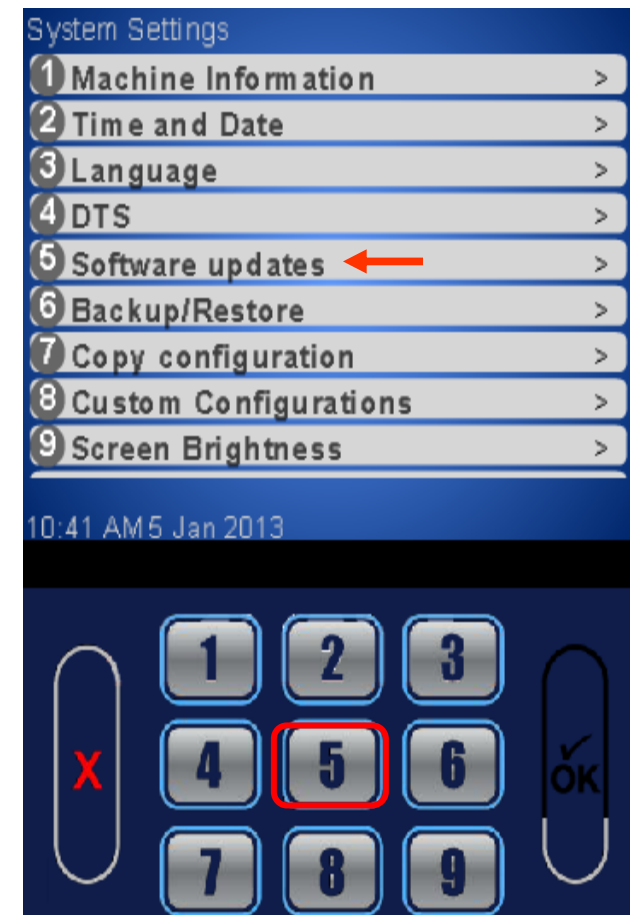 System Settings
1 Machine Information >
2 Time and Date >
3 Language >
4 DTS >
5 Software updates >
6 Backup/Restore >
7 Copy configuration >
8 Custom Configurations >
9 Screen Brightness >
10:41 AM 5 Jan 2013
1 2 3
X 4 5 6 OK
7 8 9